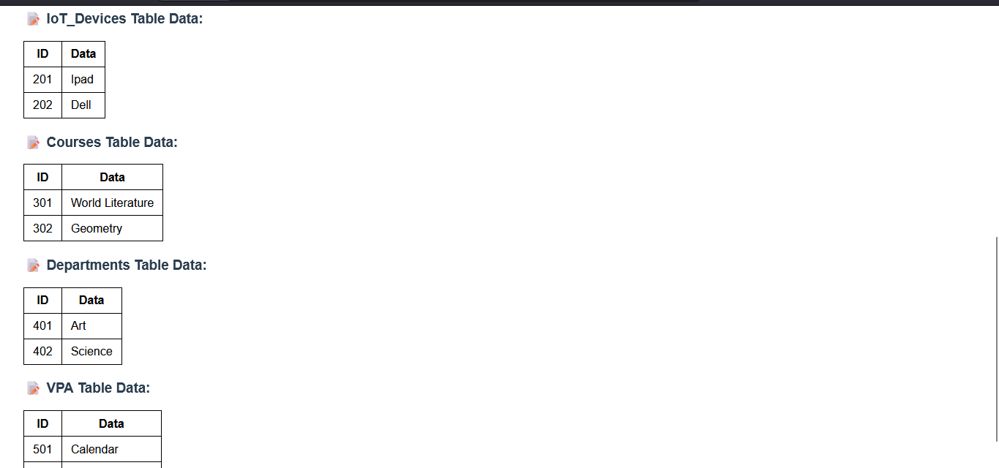 IoT_Devices Table Data:
ID Data
201 Ipad
202 Dell
Courses Table Data:
ID Data
301 World Literature
302 Geometry
Departments Table Data:
ID Data
401 Art
402 Science
VPA Table Data:
ID Data
501 Calendar